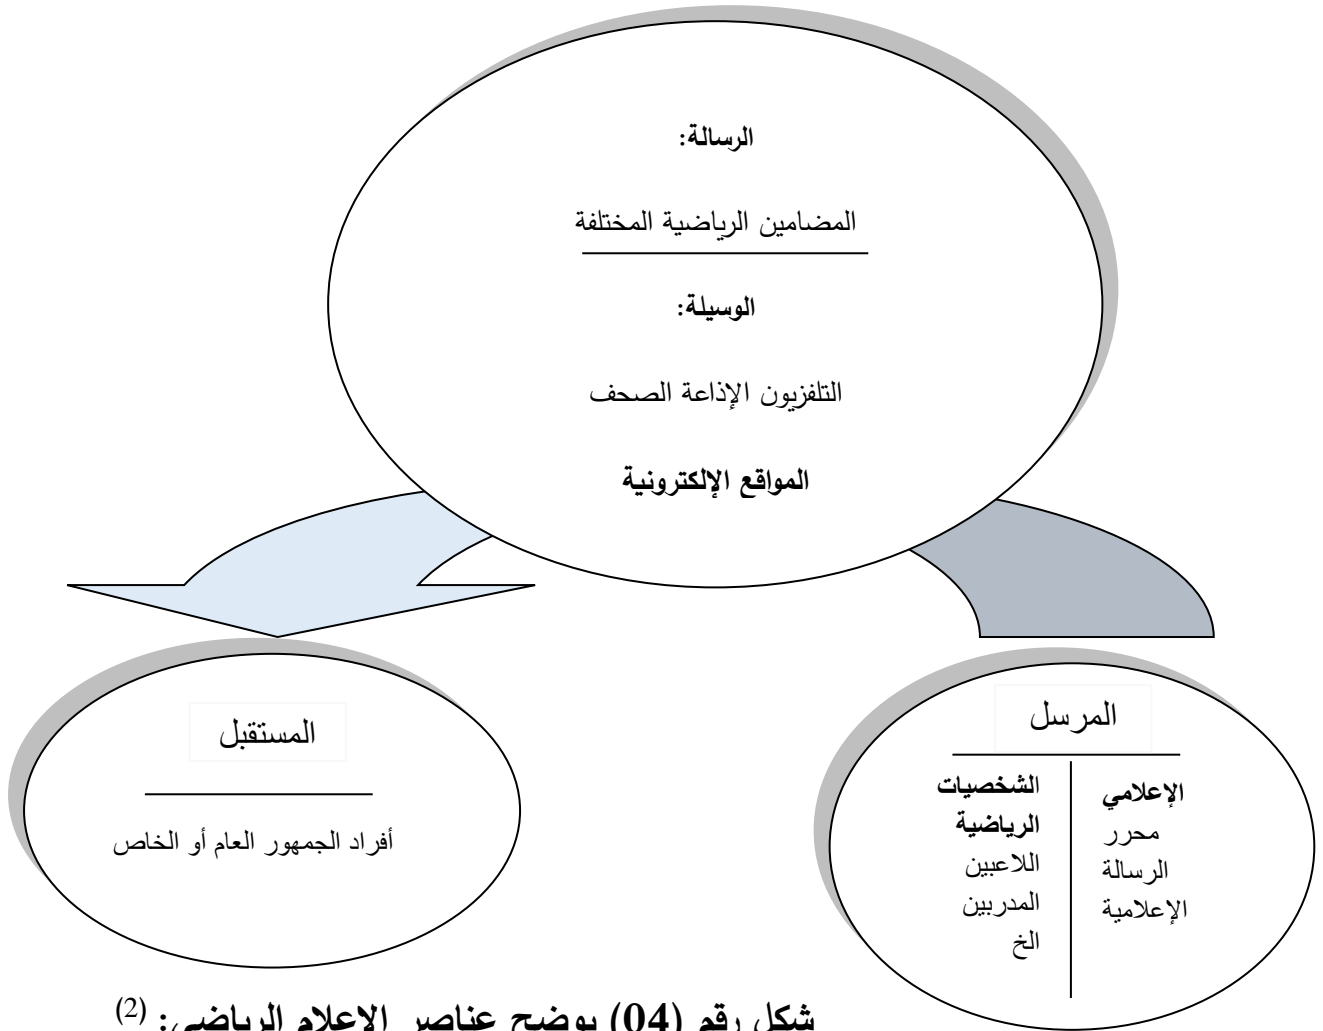 الرسالة:
المضامين الرياضية المختلفة
الوسيلة:
التلفزيون الإذاعة الصحف
المواقع الإلكترونية
المرسل
الإعلامي
محرر
الرسالة
الإعلامية
الشخصيات
الرياضية
اللاعبين
المدربين
الخ
المستقبل
أفراد الجمهور العام أو الخاص
شكل رقم (04) يوضح عناصر الإعلام الرياضي: (2)